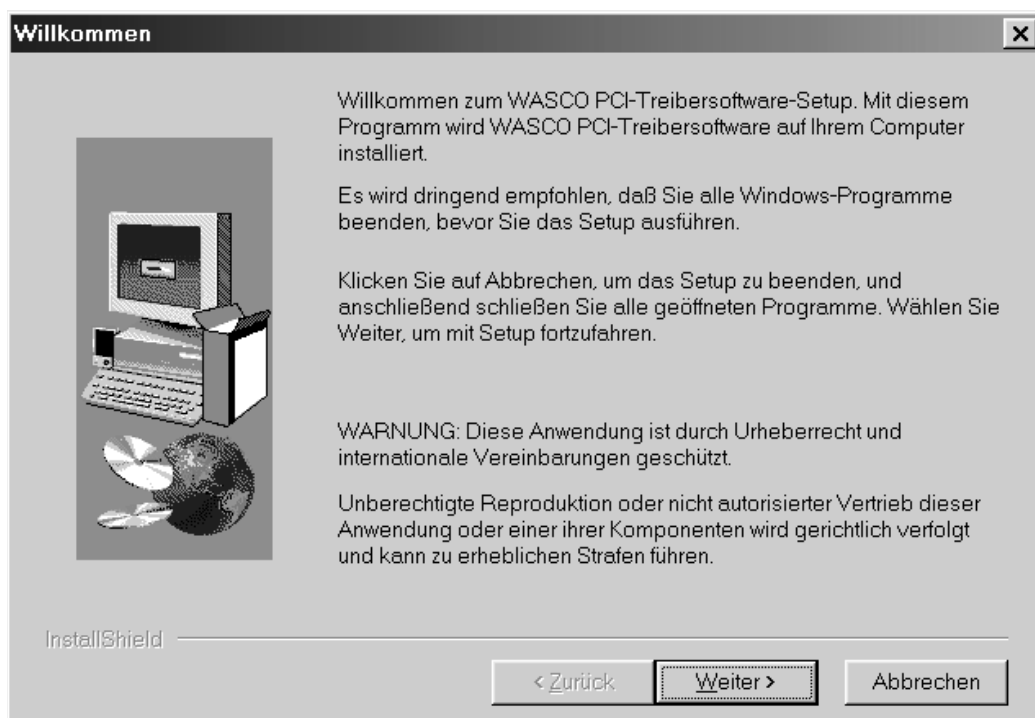 Willkommen
Willkommen zum WASCO PCI-Treibersoftware-Setup. Mit diesem
Programm wird WASCO PCI-Treibersoftware auf Ihrem Computer
installiert.
Es wird dringend empfohlen, daß Sie alle Windows-Programme
beenden, bevor Sie das Setup ausführen.
Klicken Sie auf Abbrechen, um das Setup zu beenden, und
anschließend schließen Sie alle geöffneten Programme. Wählen Sie
Weiter, um mit Setup fortzufahren.
WARNUNG: Diese Anwendung ist durch Urheberrecht und
internationale Vereinbarungen geschützt.
Unberechtigte Reproduktion oder nicht autorisierter Vertrieb dieser
Anwendung oder einer ihrer Komponenten wird gerichtlich verfolgt
und kann zu erheblichen Strafen führen.
InstallShield
< Zurück
Weiter >
Abbrechen